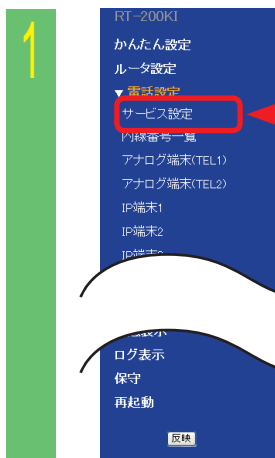 1
RT-200KI
かんたん設定
ルータ設定
▼電話設定
サービス設定
内線番号一覧
アナログ端末(TEL1)
アナログ端末(TEL2)
IP端末1
IP端末2
ログ表示
保守
再起動
反映